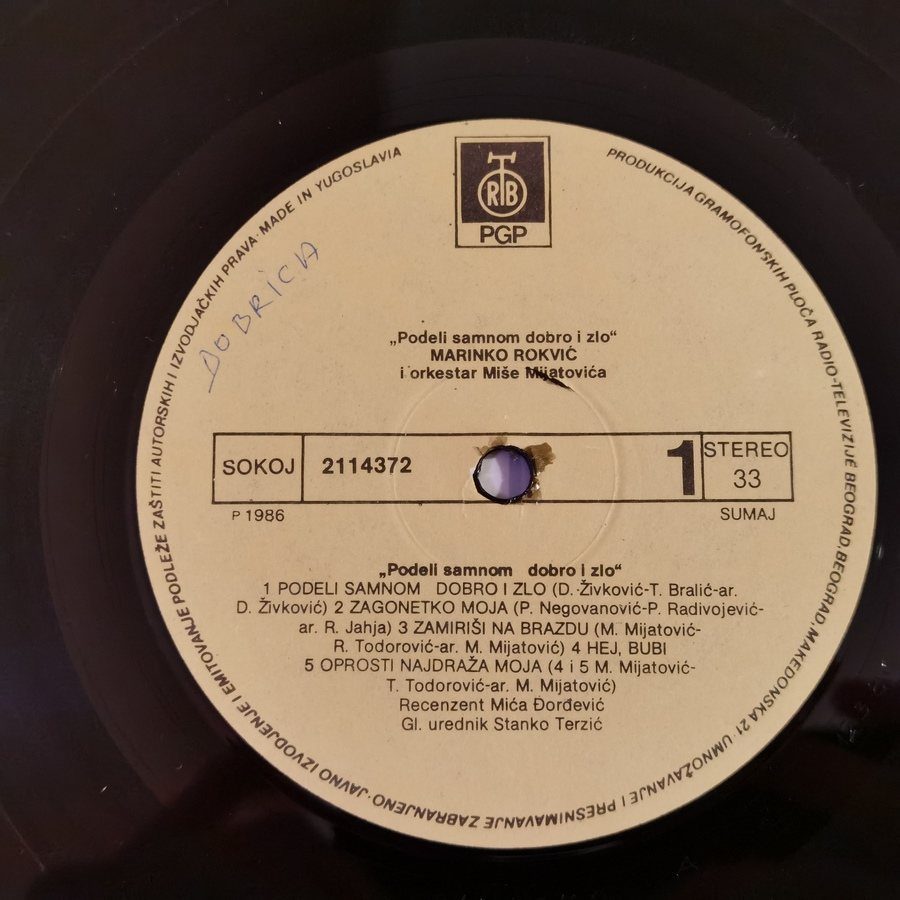 RTB
PGP
PRODUKCIJA GRAMOFONSKIH PLOČA RADIO-TELEVIZIJE BEOGRAD, BEOGRAD, MAKEDONSKA 21 · UMNOŽAVANJE I PRESNIMAVANJE ZABRANJENO · JAVNO IZVODJENJE I EMITOVANJE PODLEŽE ZAŠTITI AUTORSKIH I IZVODJAČKIH PRAVA · MADE IN YUGOSLAVIA
DOBRICA
„Podeli samnom dobro i zlo“
MARINKO ROKVIĆ
i orkestar Miše Mijatovića
SOKOJ 2114372 1 STEREO 33
P 1986 SUMAJ
„Podeli samnom dobro i zlo“
1 PODELI SAMNOM DOBRO I ZLO (D. Živković-T. Bralić-ar.
D. Živković) 2 ZAGONETKO MOJA (P. Negovanović-P. Radivojević-
ar. R. Jahja) 3 ZAMIRIŠI NA BRAZDU (M. Mijatović-
R. Todorović-ar. M. Mijatović) 4 HEJ, BUBI
5 OPROSTI NAJDRAŽA MOJA (4 i 5 M. Mijatović-
T. Todorović-ar. M. Mijatović)
Recenzent Mića Đorđević
Gl. urednik Stanko Terzić